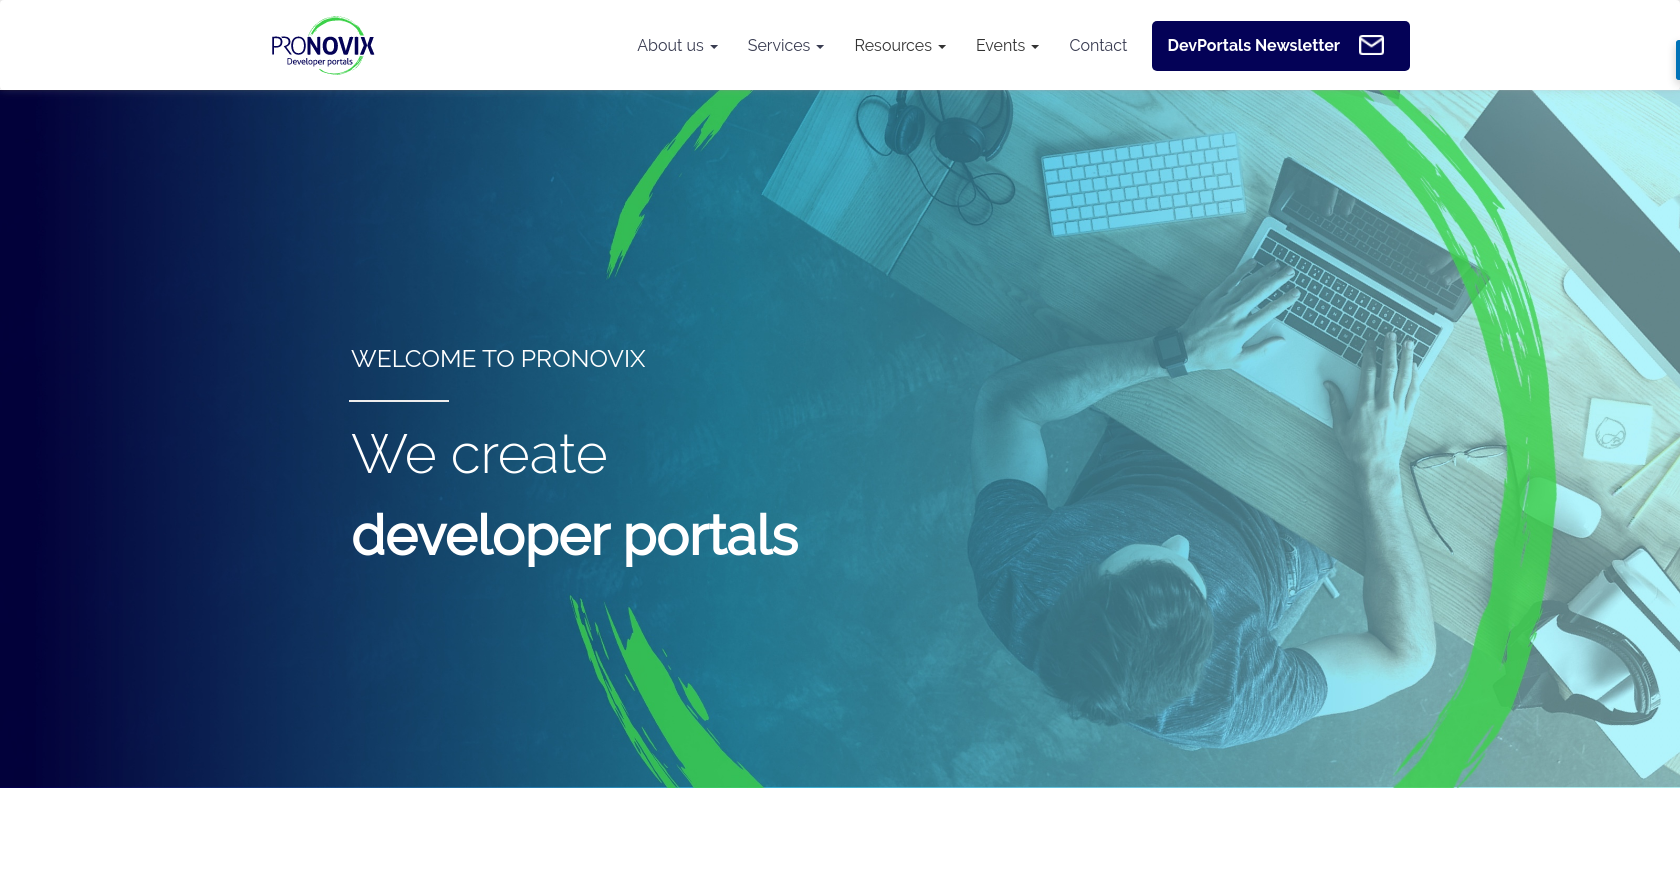 PRONOVIX
Developer portals
About us
Services
Resources
Events
Contact
DevPortals Newsletter
WELCOME TO PRONOVIX
We create
developer portals